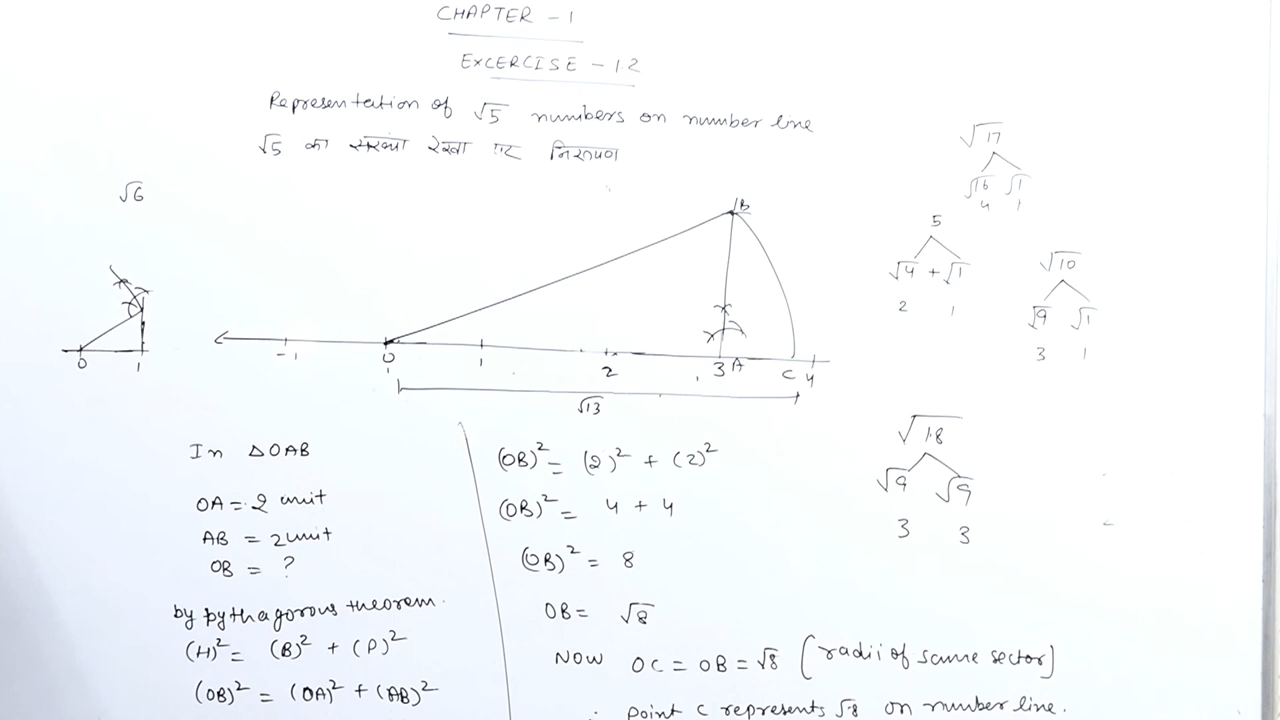 CHAPTER - 1
EXCERCISE - 1.2
Representation of √5 numbers on number line
√5 का संख्या रेखा पर निरूपण
√6
0 1
-1 0 1 2 3 A C 4
B
√13
√17
√16 √1
4 1
5
√4 + √1
2 1
√10
√9 √1
3 1
√18
√9 √9
3 3
In △OAB
OA = 2 unit
AB = 2 unit
OB = ?
by pythagorous theorem.
(H)² = (B)² + (P)²
(OB)² = (OA)² + (AB)²
(OB)² = (2)² + (2)²
(OB)² = 4 + 4
(OB)² = 8
OB = √8
NOW OC = OB = √8 (radii of same sector)
∴ point C represents √8 on number line.